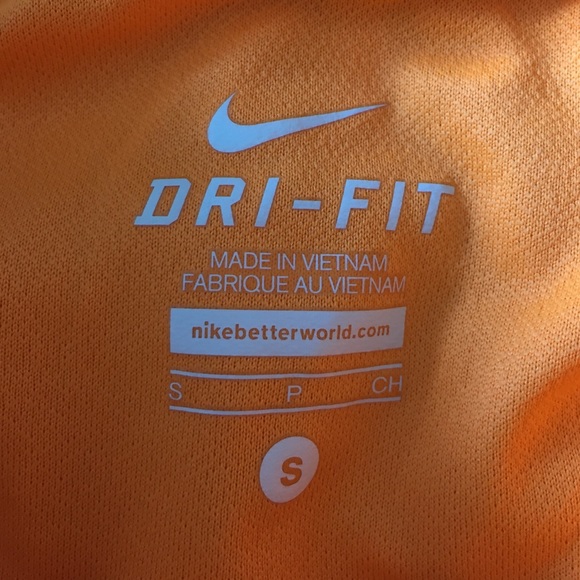 DRI-FIT
MADE IN VIETNAM
FABRIQUE AU VIETNAM
nikebetterworld.com
S P CH
S